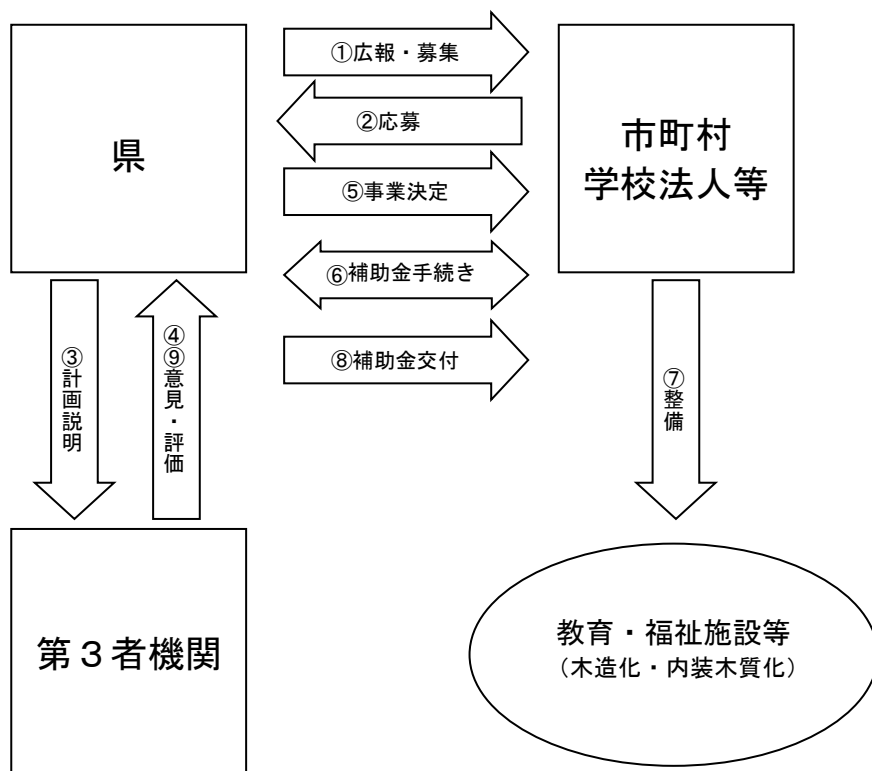 県
①広報・募集
②応募
⑤事業決定
⑥補助金手続き
⑧補助金交付
市町村
学校法人等
③計画説明
④⑨意見・評価
⑦整備
第３者機関
教育・福祉施設等
（木造化・内装木質化）